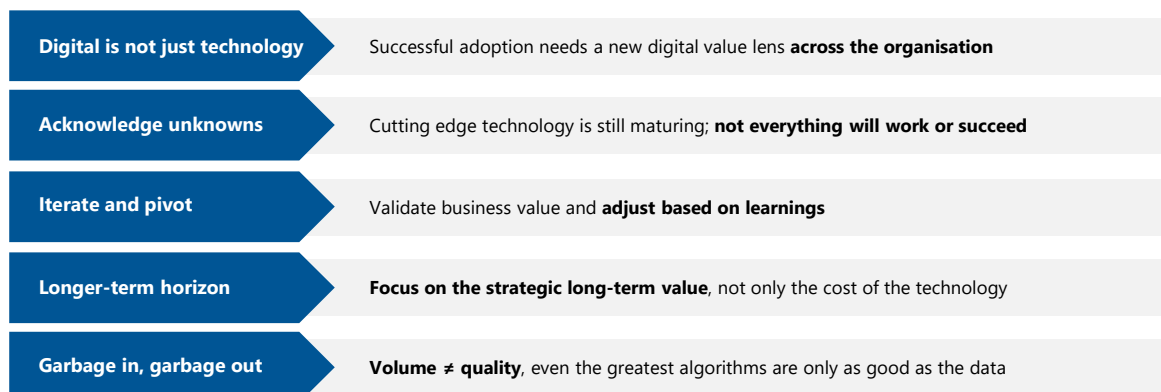 Digital is not just technology
Successful adoption needs a new digital value lens across the organisation
Acknowledge unknowns
Cutting edge technology is still maturing; not everything will work or succeed
Iterate and pivot
Validate business value and adjust based on learnings
Longer-term horizon
Focus on the strategic long-term value, not only the cost of the technology
Garbage in, garbage out
Volume ≠ quality, even the greatest algorithms are only as good as the data